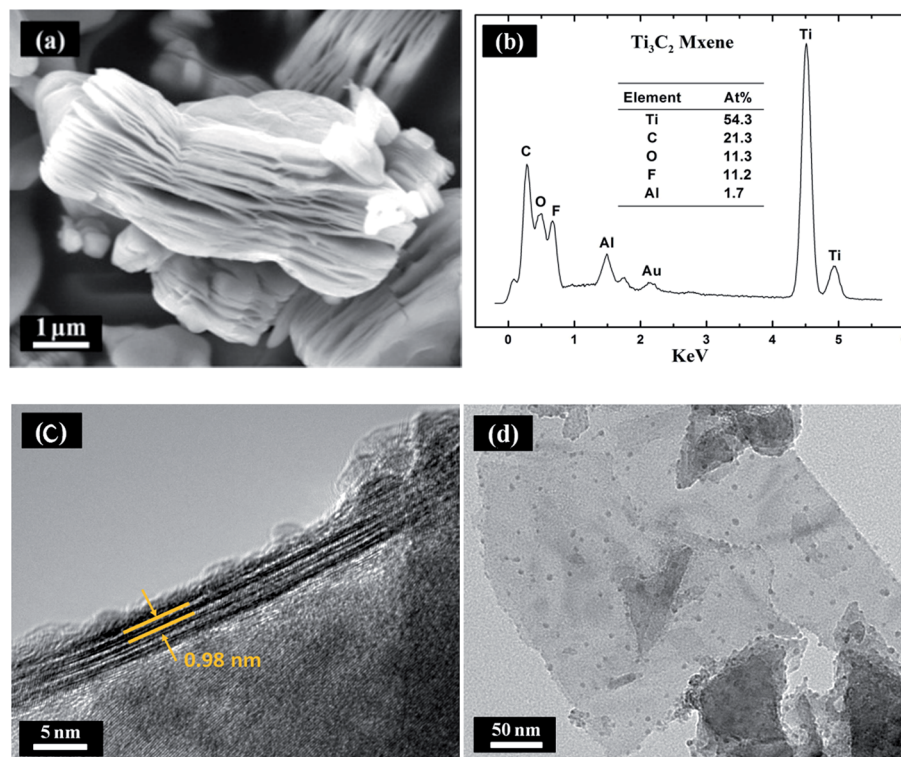 (a)
1 μm
(b)
Ti₃C₂ Mxene
Element At%
Ti 54.3
C 21.3
O 11.3
F 11.2
Al 1.7
C
O
F
Al
Au
Ti
Ti
0 1 2 3 4 5
KeV
(c)
0.98 nm
5 nm
(d)
50 nm